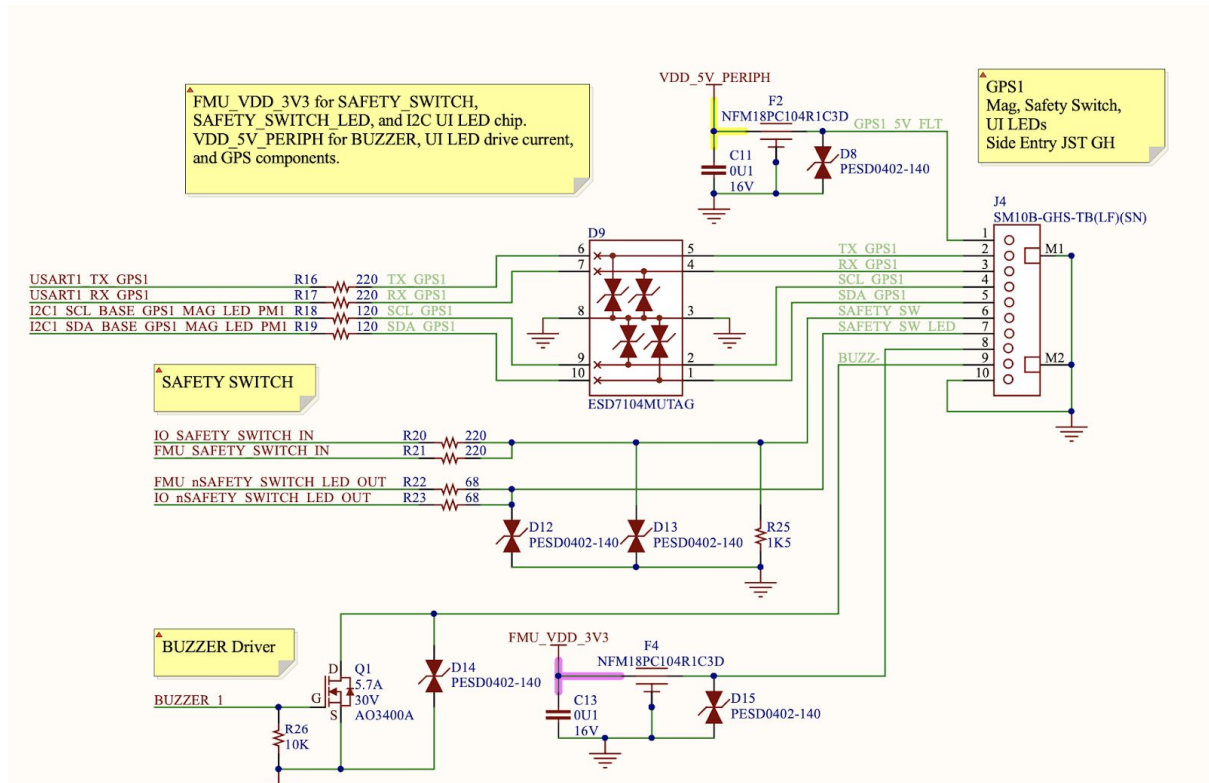 VDD_5V_PERIPH
FMU_VDD_3V3 for SAFETY_SWITCH,
SAFETY_SWITCH_LED, and I2C UI LED chip.
VDD_5V_PERIPH for BUZZER, UI LED drive current,
and GPS components.
GPS1
Mag, Safety Switch,
UI LEDs
Side Entry JST GH
F2
NFM18PC104R1C3D
GPS1_5V_FLT
C11
0U1
16V
D8
PESD0402-140
J4
SM10B-GHS-TB(LF)(SN)
D9
6 5 TX_GPS1
7 4 RX_GPS1
SCL_GPS1
SDA_GPS1
8 3
SAFETY_SW
SAFETY_SW_LED
9 2
BUZZ-
10 1
ESD7104MUTAG
1
2
3
4
5
6
7
8
9
10
M1
M2
USART1_TX_GPS1 R16 220 TX_GPS1
USART1_RX_GPS1 R17 220 RX_GPS1
I2C1_SCL_BASE_GPS1_MAG_LED_PM1 R18 120 SCL_GPS1
I2C1_SDA_BASE_GPS1_MAG_LED_PM1 R19 120 SDA_GPS1
SAFETY SWITCH
IO_SAFETY_SWITCH_IN R20 220
FMU_SAFETY_SWITCH_IN R21 220
FMU_nSAFETY_SWITCH_LED_OUT R22 68
IO_nSAFETY_SWITCH_LED_OUT R23 68
D12
PESD0402-140
D13
PESD0402-140
R25
1K5
BUZZER Driver
BUZZER_1
D
G
S
Q1
5.7A
30V
AO3400A
R26
10K
D14
PESD0402-140
FMU_VDD_3V3
F4
NFM18PC104R1C3D
C13
0U1
16V
D15
PESD0402-140